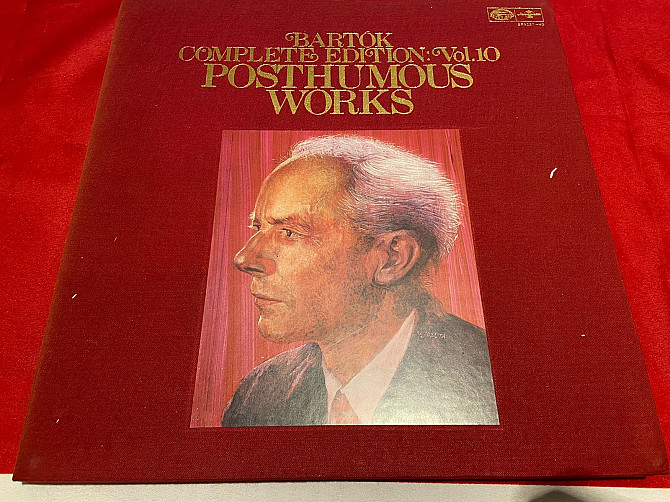 BARTÓK
COMPLETE EDITION: Vol.10
POSTHUMOUS
WORKS